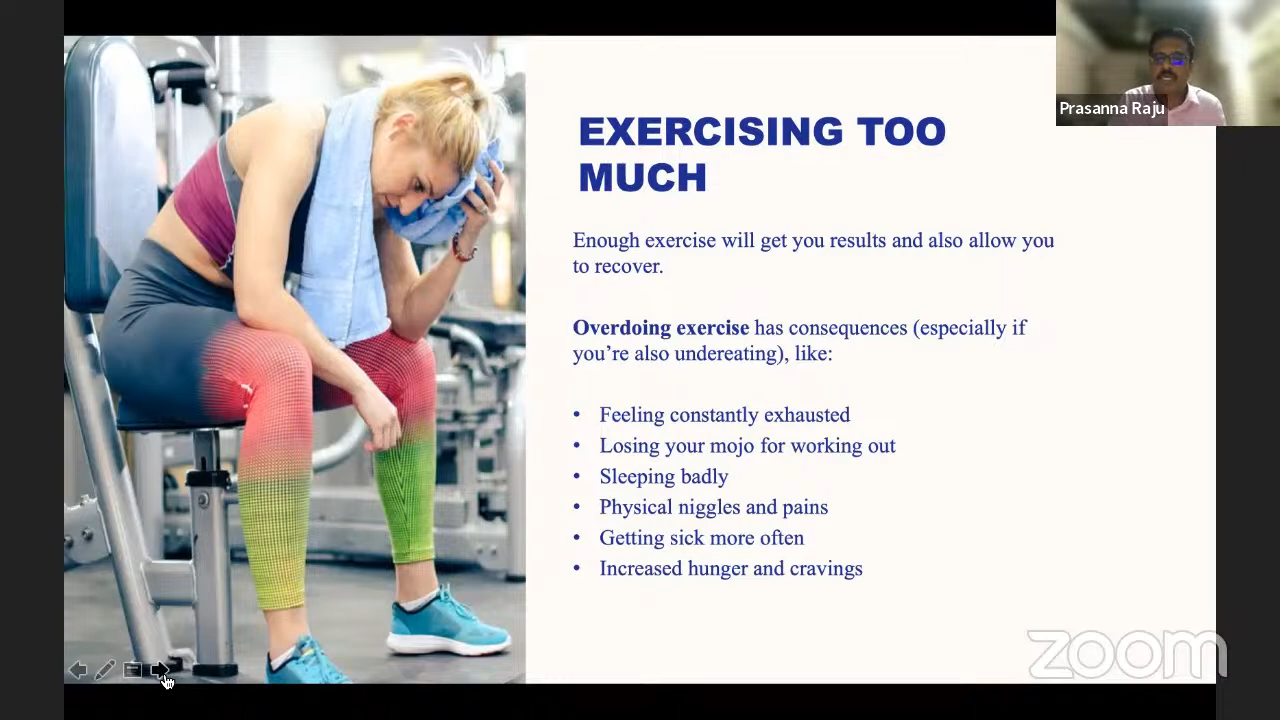 Prasanna Raju
EXERCISING TOO
MUCH
Enough exercise will get you results and also allow you
to recover.
Overdoing exercise has consequences (especially if
you’re also undereating), like:
• Feeling constantly exhausted
• Losing your mojo for working out
• Sleeping badly
• Physical niggles and pains
• Getting sick more often
• Increased hunger and cravings
zoom